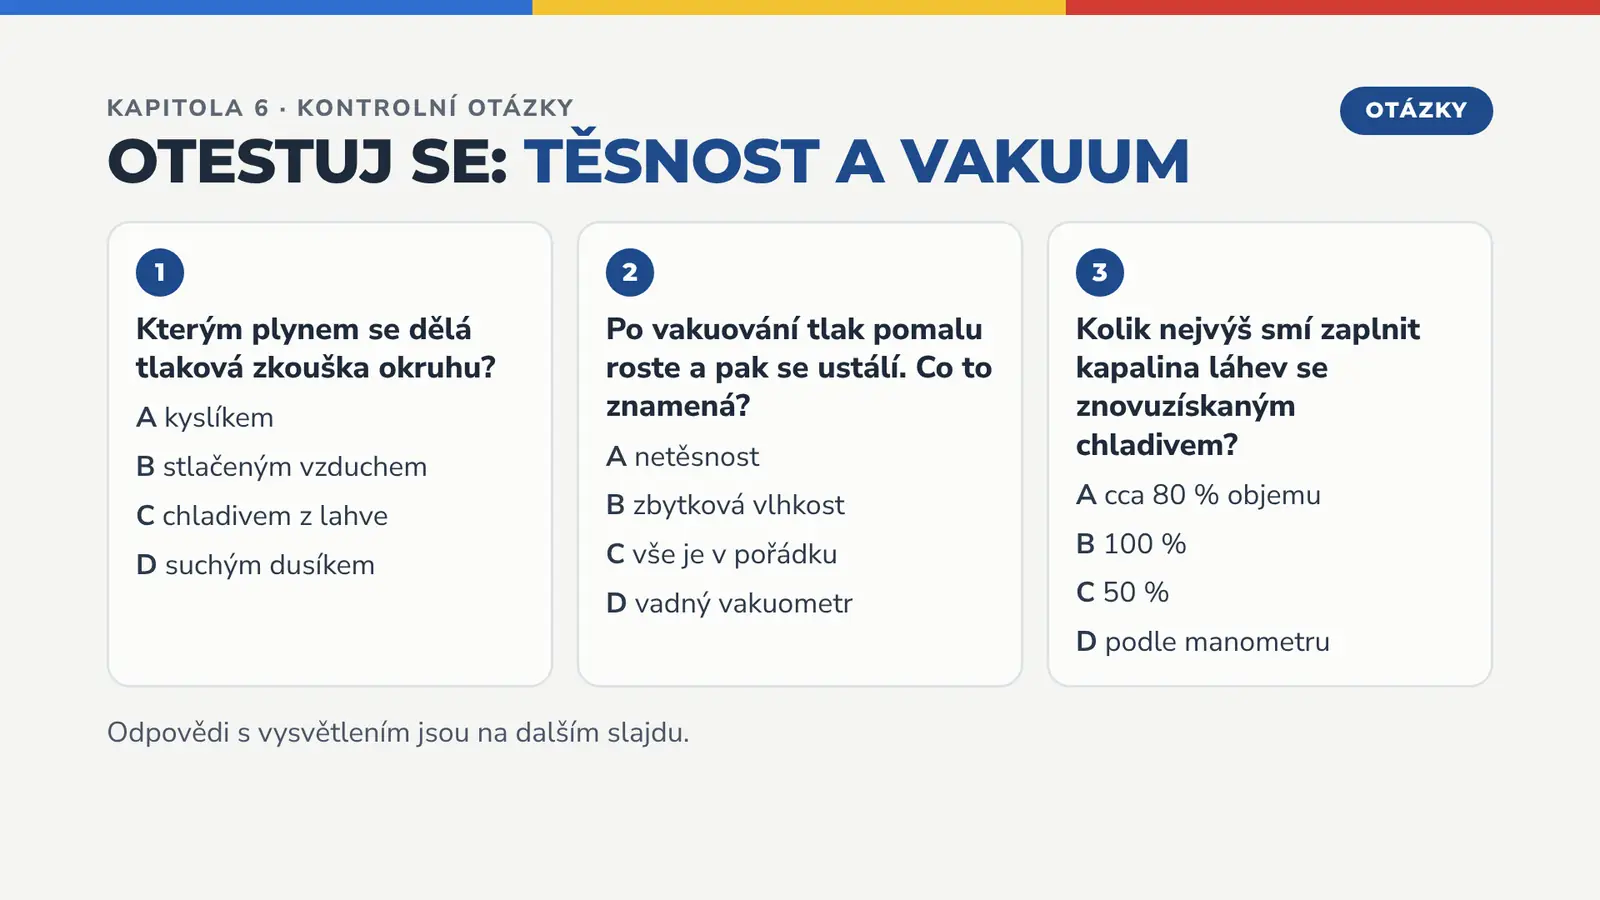 KAPITOLA 6 · KONTROLNÍ OTÁZKY
OTÁZKY
OTESTUJ SE: TĚSNOST A VAKUUM
1
Kterým plynem se dělá
tlaková zkouška okruhu?
A kyslíkem
B stlačeným vzduchem
C chladivem z lahve
D suchým dusíkem
2
Po vakuování tlak pomalu
roste a pak se ustálí. Co to
znamená?
A netěsnost
B zbytková vlhkost
C vše je v pořádku
D vadný vakuometr
3
Kolik nejvýš smí zaplnit
kapalina láhev se
znovuzískaným
chladivem?
A cca 80 % objemu
B 100 %
C 50 %
D podle manometru
Odpovědi s vysvětlením jsou na dalším slajdu.